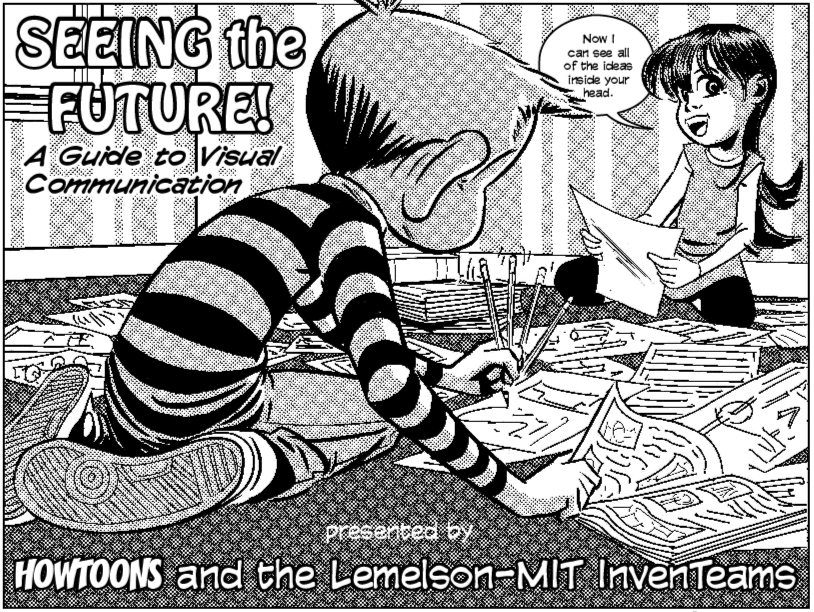 SEEING the
FUTURE!
A Guide to Visual
Communication
Now I
can see all
of the ideas
inside your
head.
presented by
HOWTOONS and the Lemelson-MIT InvenTeams